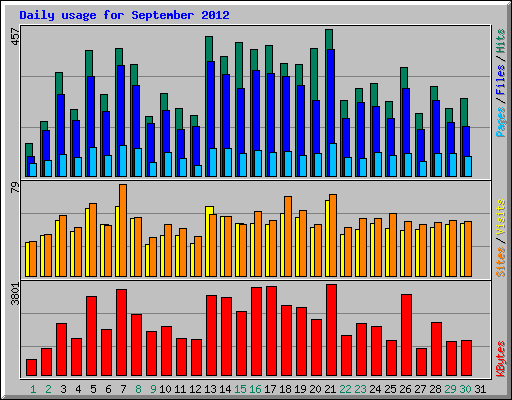 Daily usage for September 2012
457
Pages / Files / Hits
79
Sites / Visits
3801
KBytes
1 2 3 4 5 6 7 8 9 10 11 12 13 14 15 16 17 18 19 20 21 22 23 24 25 26 27 28 29 30 31